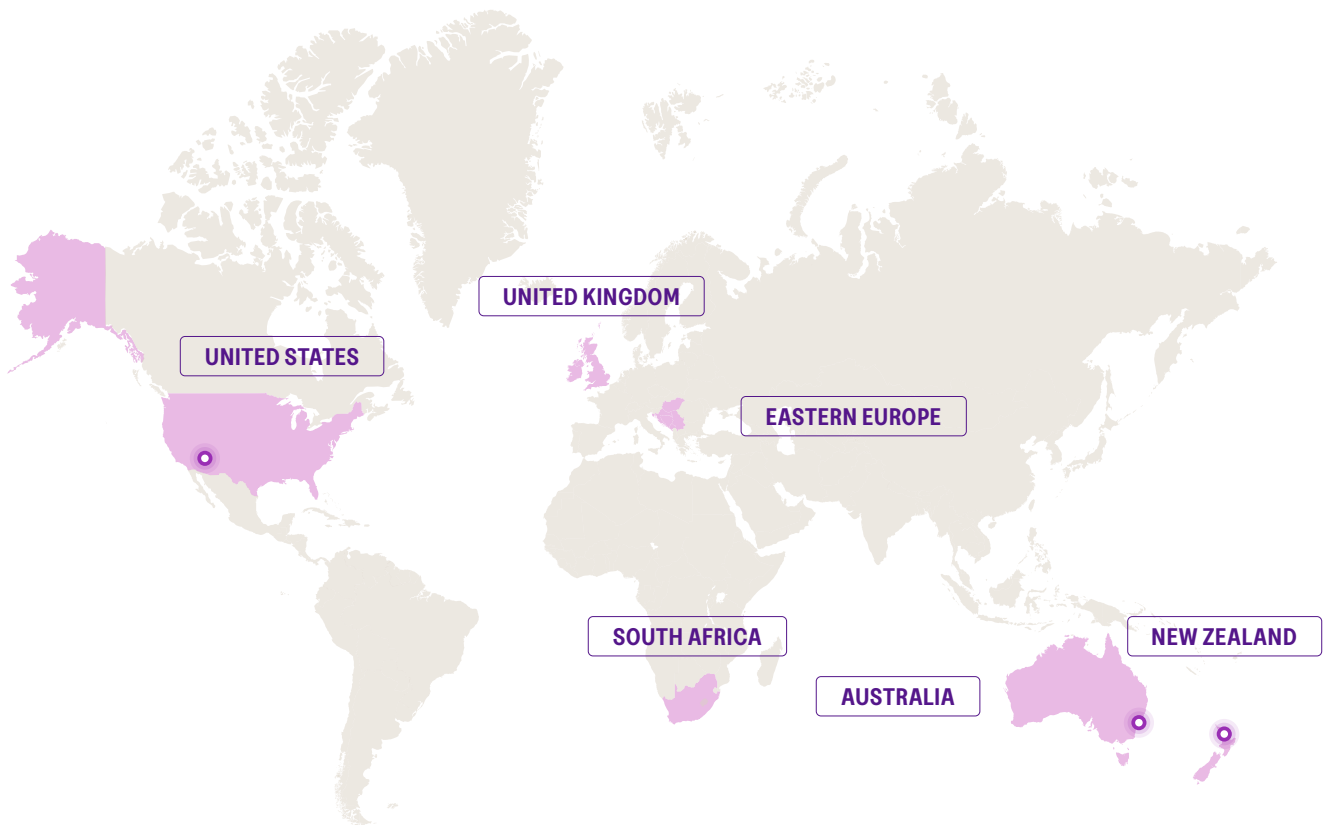 UNITED KINGDOM
UNITED STATES
EASTERN EUROPE
SOUTH AFRICA
NEW ZEALAND
AUSTRALIA